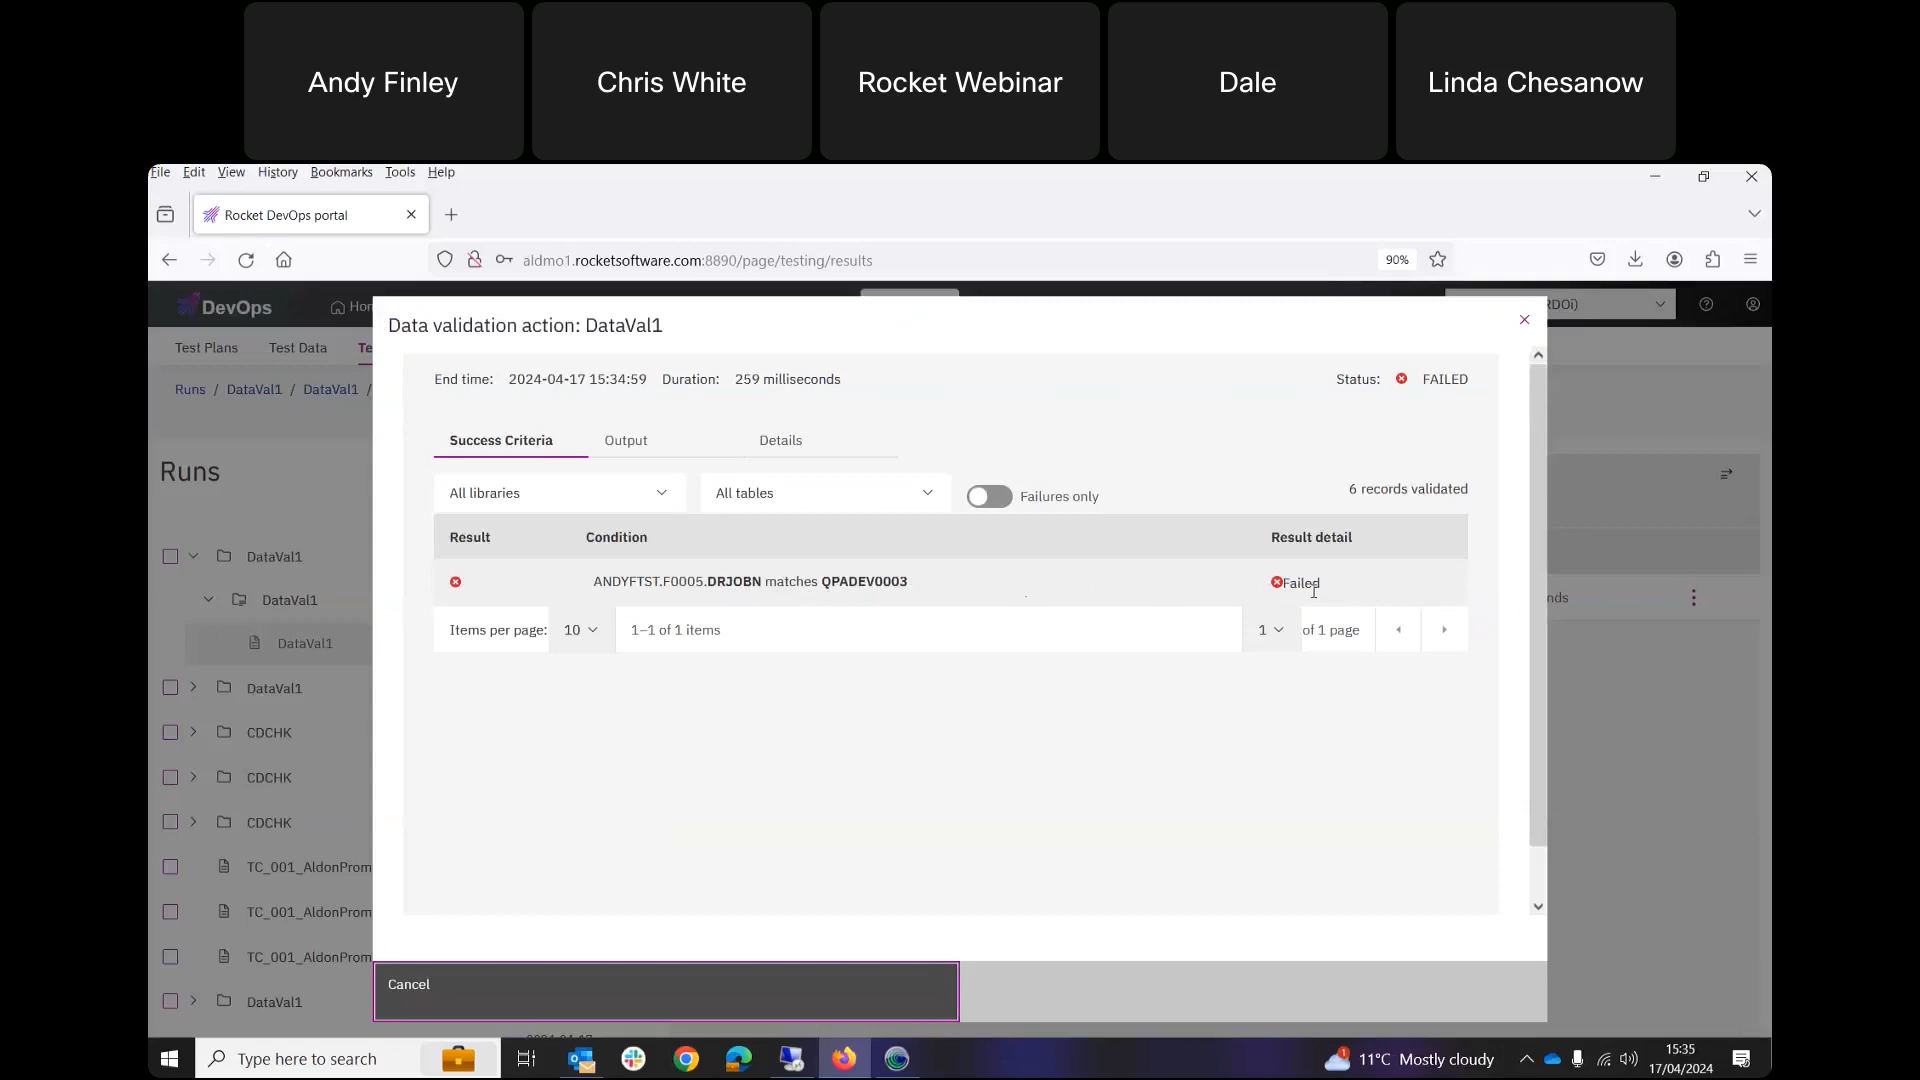 Andy Finley
Chris White
Rocket Webinar
Dale
Linda Chesanow
File Edit View History Bookmarks Tools Help
Rocket DevOps portal
aldmo1.rocketsoftware.com:8890/page/testing/results
90%
DevOps
RDOi)
Data validation action: DataVal1
Test Plans Test Data
Runs / DataVal1 / DataVal1 /
End time: 2024-04-17 15:34:59 Duration: 259 milliseconds
Status: FAILED
Success Criteria Output Details
Runs
All libraries
All tables
Failures only
6 records validated
Result Condition Result detail
DataVal1
ANDYFTST.F0005.DRJOBN matches QPADEV0003
Failed
DataVal1
Items per page: 10
1–1 of 1 items
1 of 1 page
DataVal1
DataVal1
CDCHK
CDCHK
CDCHK
TC_001_AldonProm
TC_001_AldonProm
TC_001_AldonProm
DataVal1
Cancel
Type here to search
11°C Mostly cloudy
15:35
17/04/2024